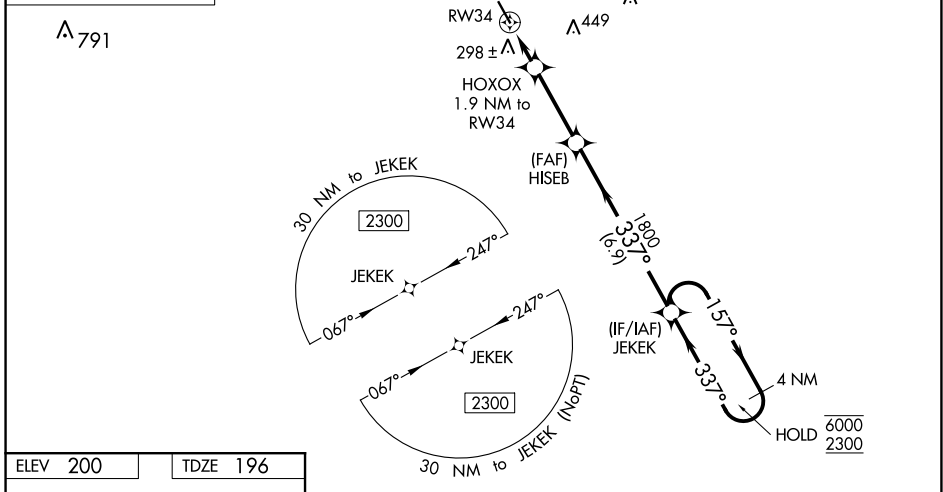 RW34
449
791
298 ±
HOXOX
1.9 NM to
RW34
(FAF)
HISEB
30 NM to JEKEK
2300
1800
337°
(6.9)
247°
JEKEK
067°
247°
(IF/IAF)
JEKEK
157°
JEKEK
067°
337°
4 NM
2300
HOLD
6000
2300
30 NM to JEKEK (NoPT)
ELEV 200
TDZE 196